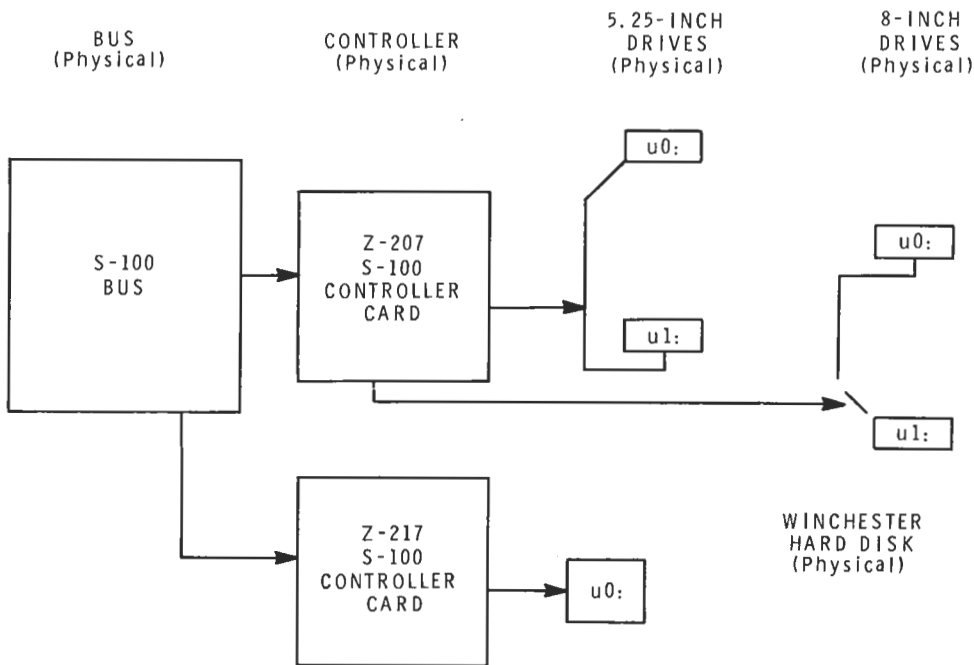 BUS
(Physical)
CONTROLLER
(Physical)
5.25-INCH
DRIVES
(Physical)
8-INCH
DRIVES
(Physical)
S-100
BUS
Z-207
S-100
CONTROLLER
CARD
u0:
u1:
u0:
u1:
Z-217
S-100
CONTROLLER
CARD
u0:
WINCHESTER
HARD DISK
(Physical)